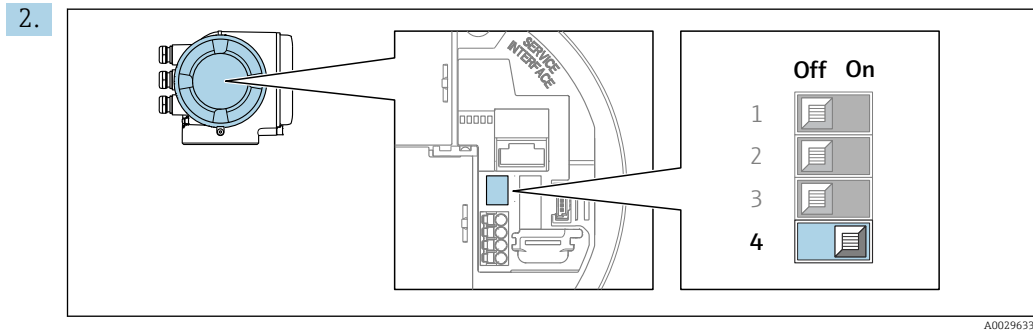 2.
SERVICE
INTERFACE
Off On
1
2
3
4
A0029633